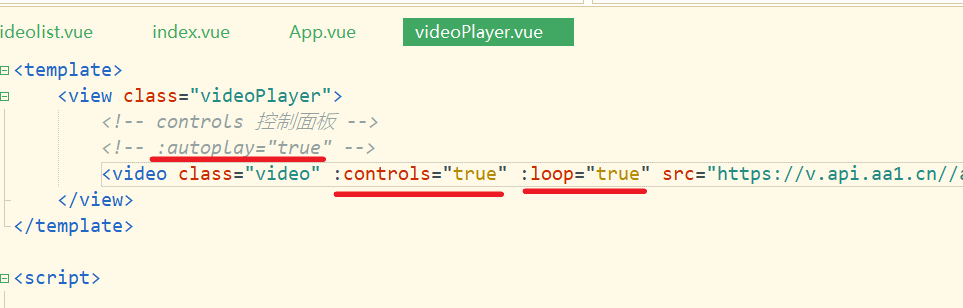 ideolist.vue index.vue App.vue videoPlayer.vue
<template>
<view class="videoPlayer">
<!-- controls 控制面板 -->
<!-- :autoplay="true" -->
<video class="video" :controls="true" :loop="true" src="https://v.api.aa1.cn//a
</view>
</template>
<script>